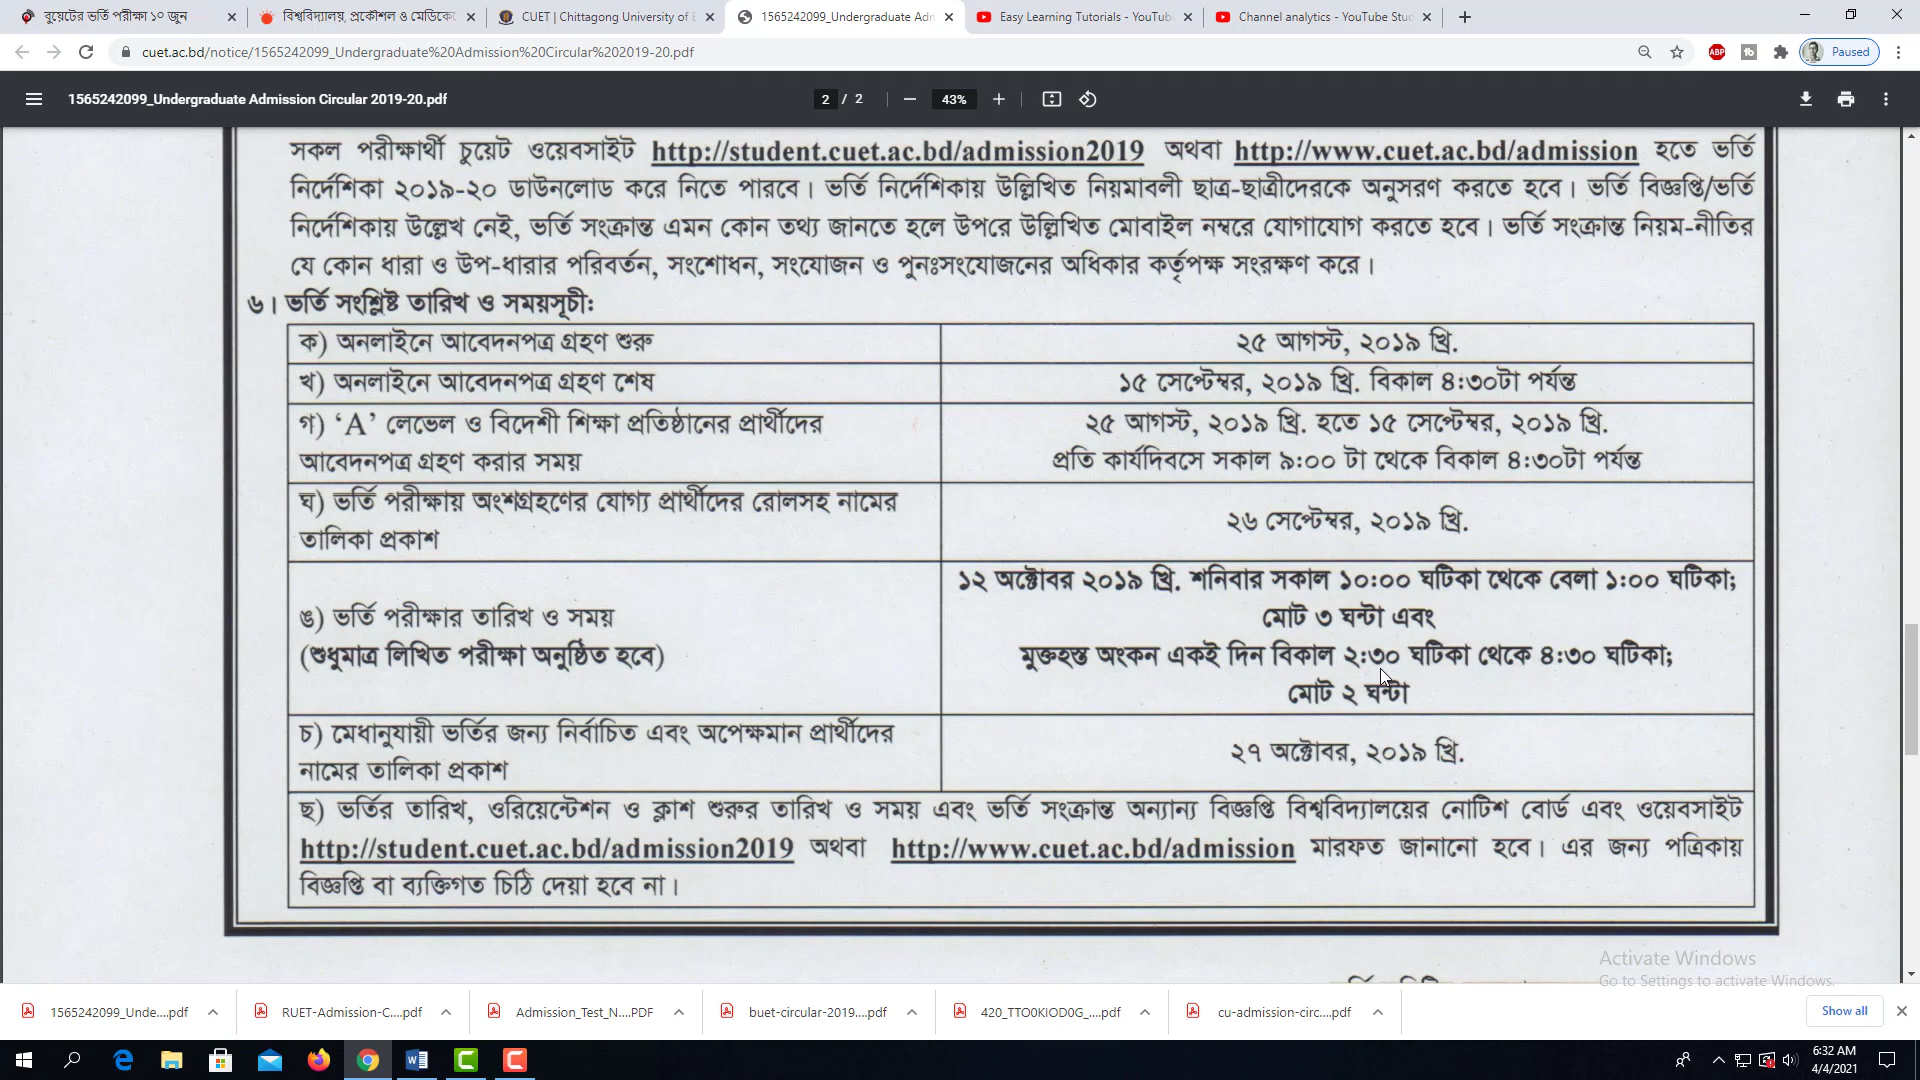 বুয়েটের ভর্তি পরীক্ষা ১০ জুন
বিশ্ববিদ্যালয়, প্রকৌশল ও মেডিকে
CUET | Chittagong University of E
1565242099_Undergraduate Adm
Easy Learning Tutorials - YouTube
Channel analytics - YouTube Stud
cuet.ac.bd/notice/1565242099_Undergraduate%20Admission%20Circular%202019-20.pdf
Paused
1565242099_Undergraduate Admission Circular 2019-20.pdf
2 / 2
43%
সকল পরীক্ষার্থী চুয়েট ওয়েবসাইট http://student.cuet.ac.bd/admission2019 অথবা http://www.cuet.ac.bd/admission হতে ভর্তি
নির্দেশিকা ২০১৯-২০ ডাউনলোড করে নিতে পারবে। ভর্তি নির্দেশিকায় উল্লিখিত নিয়মাবলী ছাত্র-ছাত্রীদেরকে অনুসরণ করতে হবে। ভর্তি বিজ্ঞপ্তি/ভর্তি
নির্দেশিকায় উল্লেখ নেই, ভর্তি সংক্রান্ত এমন কোন তথ্য জানতে হলে উপরে উল্লিখিত মোবাইল নম্বরে যোগাযোগ করতে হবে। ভর্তি সংক্রান্ত নিয়ম-নীতির
যে কোন ধারা ও উপ-ধারার পরিবর্তন, সংশোধন, সংযোজন ও পুনঃসংযোজনের অধিকার কর্তৃপক্ষ সংরক্ষণ করে।
৬। ভর্তি সংশ্লিষ্ট তারিখ ও সময়সূচী:
ক) অনলাইনে আবেদনপত্র গ্রহণ শুরু
২৫ আগস্ট, ২০১৯ খ্রি.
খ) অনলাইনে আবেদনপত্র গ্রহণ শেষ
১৫ সেপ্টেম্বর, ২০১৯ খ্রি. বিকাল ৪:৩০টা পর্যন্ত
গ) ‘A’ লেভেল ও বিদেশী শিক্ষা প্রতিষ্ঠানের প্রার্থীদের
আবেদনপত্র গ্রহণ করার সময়
২৫ আগস্ট, ২০১৯ খ্রি. হতে ১৫ সেপ্টেম্বর, ২০১৯ খ্রি.
প্রতি কার্যদিবসে সকাল ৯:০০ টা থেকে বিকাল ৪:৩০টা পর্যন্ত
ঘ) ভর্তি পরীক্ষায় অংশগ্রহণের যোগ্য প্রার্থীদের রোলসহ নামের
তালিকা প্রকাশ
২৬ সেপ্টেম্বর, ২০১৯ খ্রি.
ঙ) ভর্তি পরীক্ষার তারিখ ও সময়
(শুধুমাত্র লিখিত পরীক্ষা অনুষ্ঠিত হবে)
১২ অক্টোবর ২০১৯ খ্রি. শনিবার সকাল ১০:০০ ঘটিকা থেকে বেলা ১:০০ ঘটিকা;
মোট ৩ ঘন্টা এবং
মুক্তহস্ত অংকন একই দিন বিকাল ২:৩০ ঘটিকা থেকে ৪:৩০ ঘটিকা;
মোট ২ ঘন্টা
চ) মেধানুযায়ী ভর্তির জন্য নির্বাচিত এবং অপেক্ষমান প্রার্থীদের
নামের তালিকা প্রকাশ
২৭ অক্টোবর, ২০১৯ খ্রি.
ছ) ভর্তির তারিখ, ওরিয়েন্টেশন ও ক্লাশ শুরুর তারিখ ও সময় এবং ভর্তি সংক্রান্ত অন্যান্য বিজ্ঞপ্তি বিশ্ববিদ্যালয়ের নোটিশ বোর্ড এবং ওয়েবসাইট
http://student.cuet.ac.bd/admission2019 অথবা http://www.cuet.ac.bd/admission মারফত জানানো হবে। এর জন্য পত্রিকায়
বিজ্ঞপ্তি বা ব্যক্তিগত চিঠি দেয়া হবে না।
Activate Windows
Go to Settings to activate Windows.
1565242099_Unde....pdf
RUET-Admission-C....pdf
Admission_Test_N....PDF
buet-circular-2019....pdf
420_TTO0KIOD0G_....pdf
cu-admission-circ....pdf
Show all
6:32 AM
4/4/2021